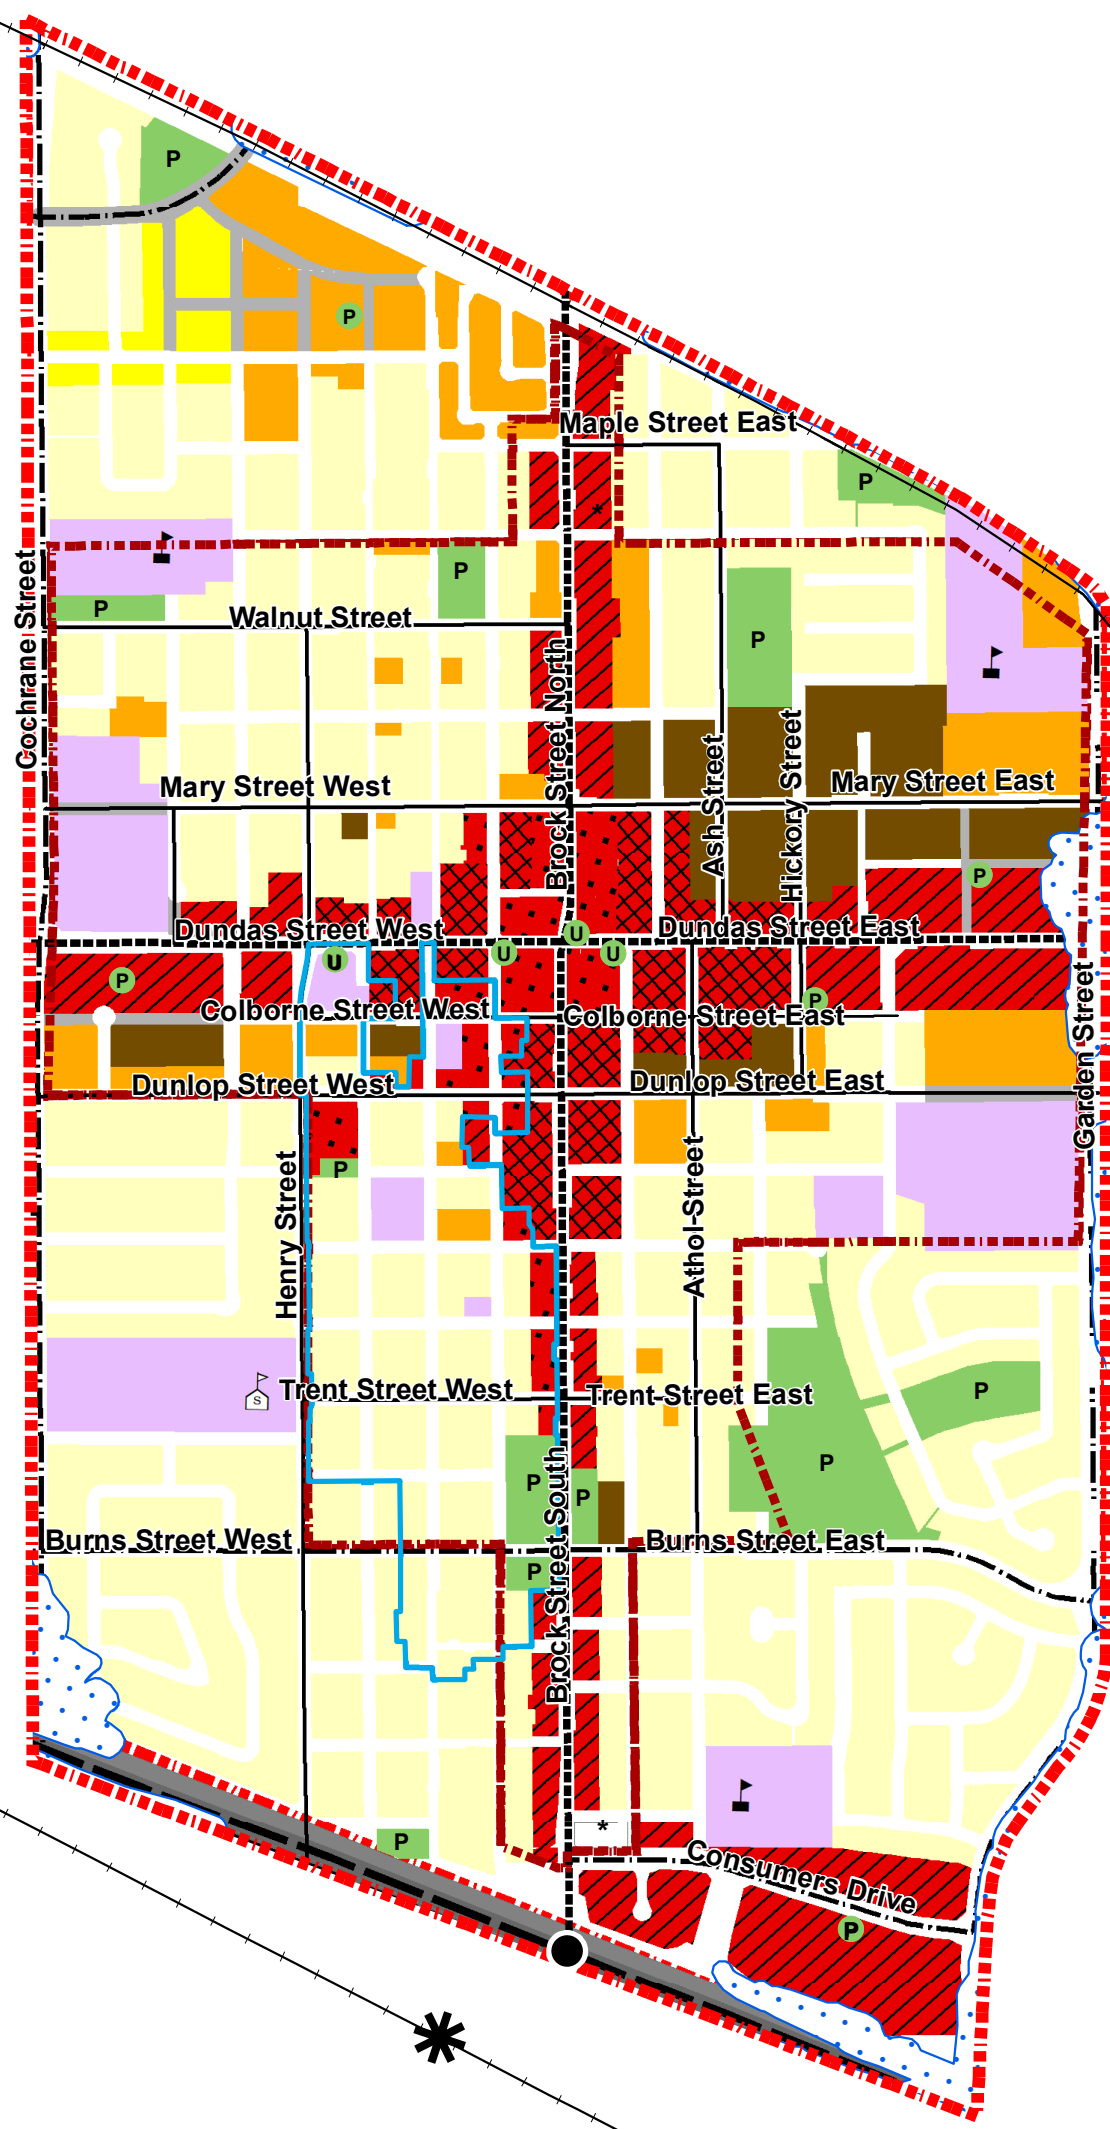 P
P
Maple Street East
P
*
P
P
Cochrane Street
Walnut Street
P
Brock Street North
Ash Street
Hickory Street
Mary Street West
Mary Street East
P
Dundas Street West
Dundas Street East
U
U
U
U
P
P
Colborne Street West
Colborne Street East
Garden Street
Dunlop Street West
Dunlop Street East
P
Henry Street
Athol Street
Trent Street West
Trent Street East
S
P
P
P
P
Brock Street South
Burns Street West
Burns Street East
P
P
*
Consumers Drive
P